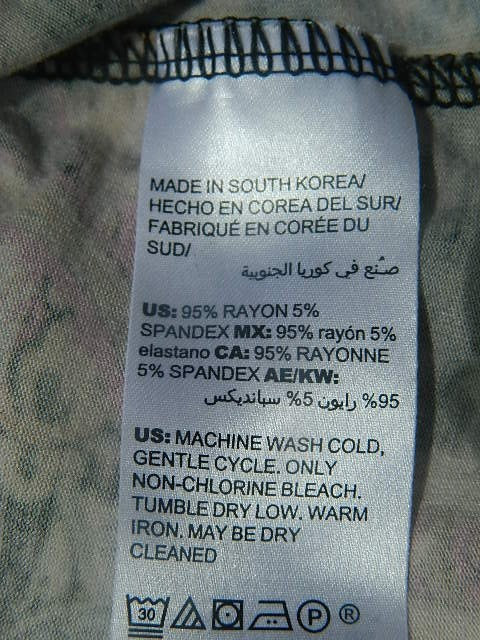 MADE IN SOUTH KOREA/
HECHO EN COREA DEL SUR/
FABRIQUÉ EN CORÉE DU
SUD/
صُنع في كوريا الجنوبية
US: 95% RAYON 5%
SPANDEX MX: 95% rayón 5%
elastano CA: 95% RAYONNE
5% SPANDEX AE/KW:
95% رايون 5% سبانديكس
US: MACHINE WASH COLD,
GENTLE CYCLE. ONLY
NON-CHLORINE BLEACH.
TUMBLE DRY LOW. WARM
IRON. MAY BE DRY
CLEANED
30 P ®